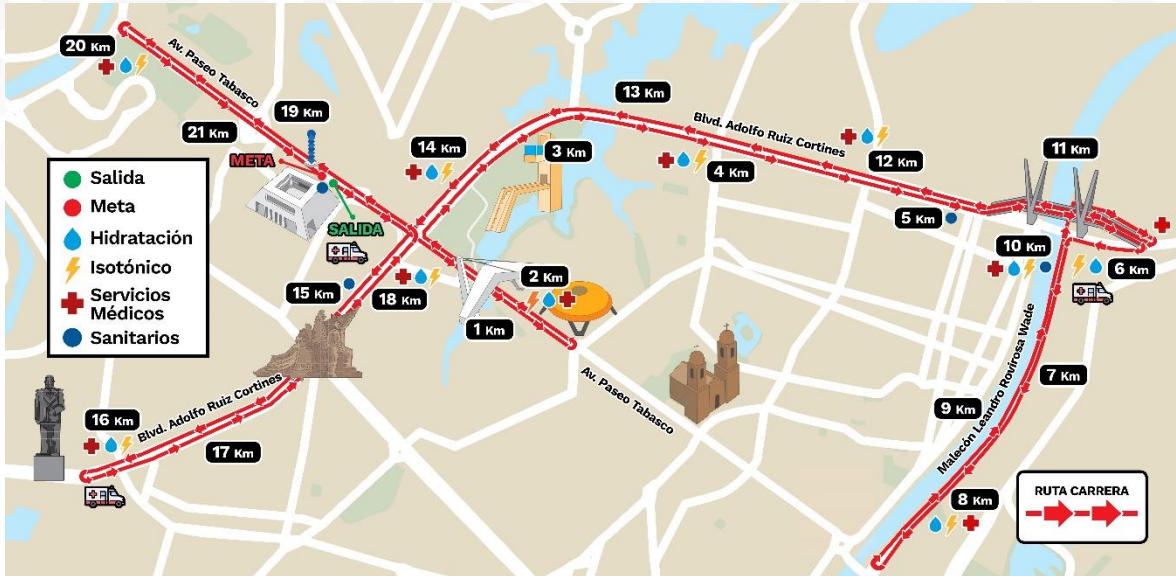 20 Km
Av. Paseo Tabasco
19 Km
21 Km
META
SALIDA
Salida
Meta
Hidratación
Isotónico
Servicios
Médicos
Sanitarios
13 Km
Blvd. Adolfo Ruiz Cortines
14 Km
3 Km
4 Km
12 Km
11 Km
5 Km
10 Km
6 Km
15 Km
18 Km
2 Km
1 Km
Av. Paseo Tabasco
16 Km
Blvd. Adolfo Ruiz Cortines
17 Km
Malecón Leandro Rovirosa Wade
7 Km
9 Km
8 Km
RUTA CARRERA